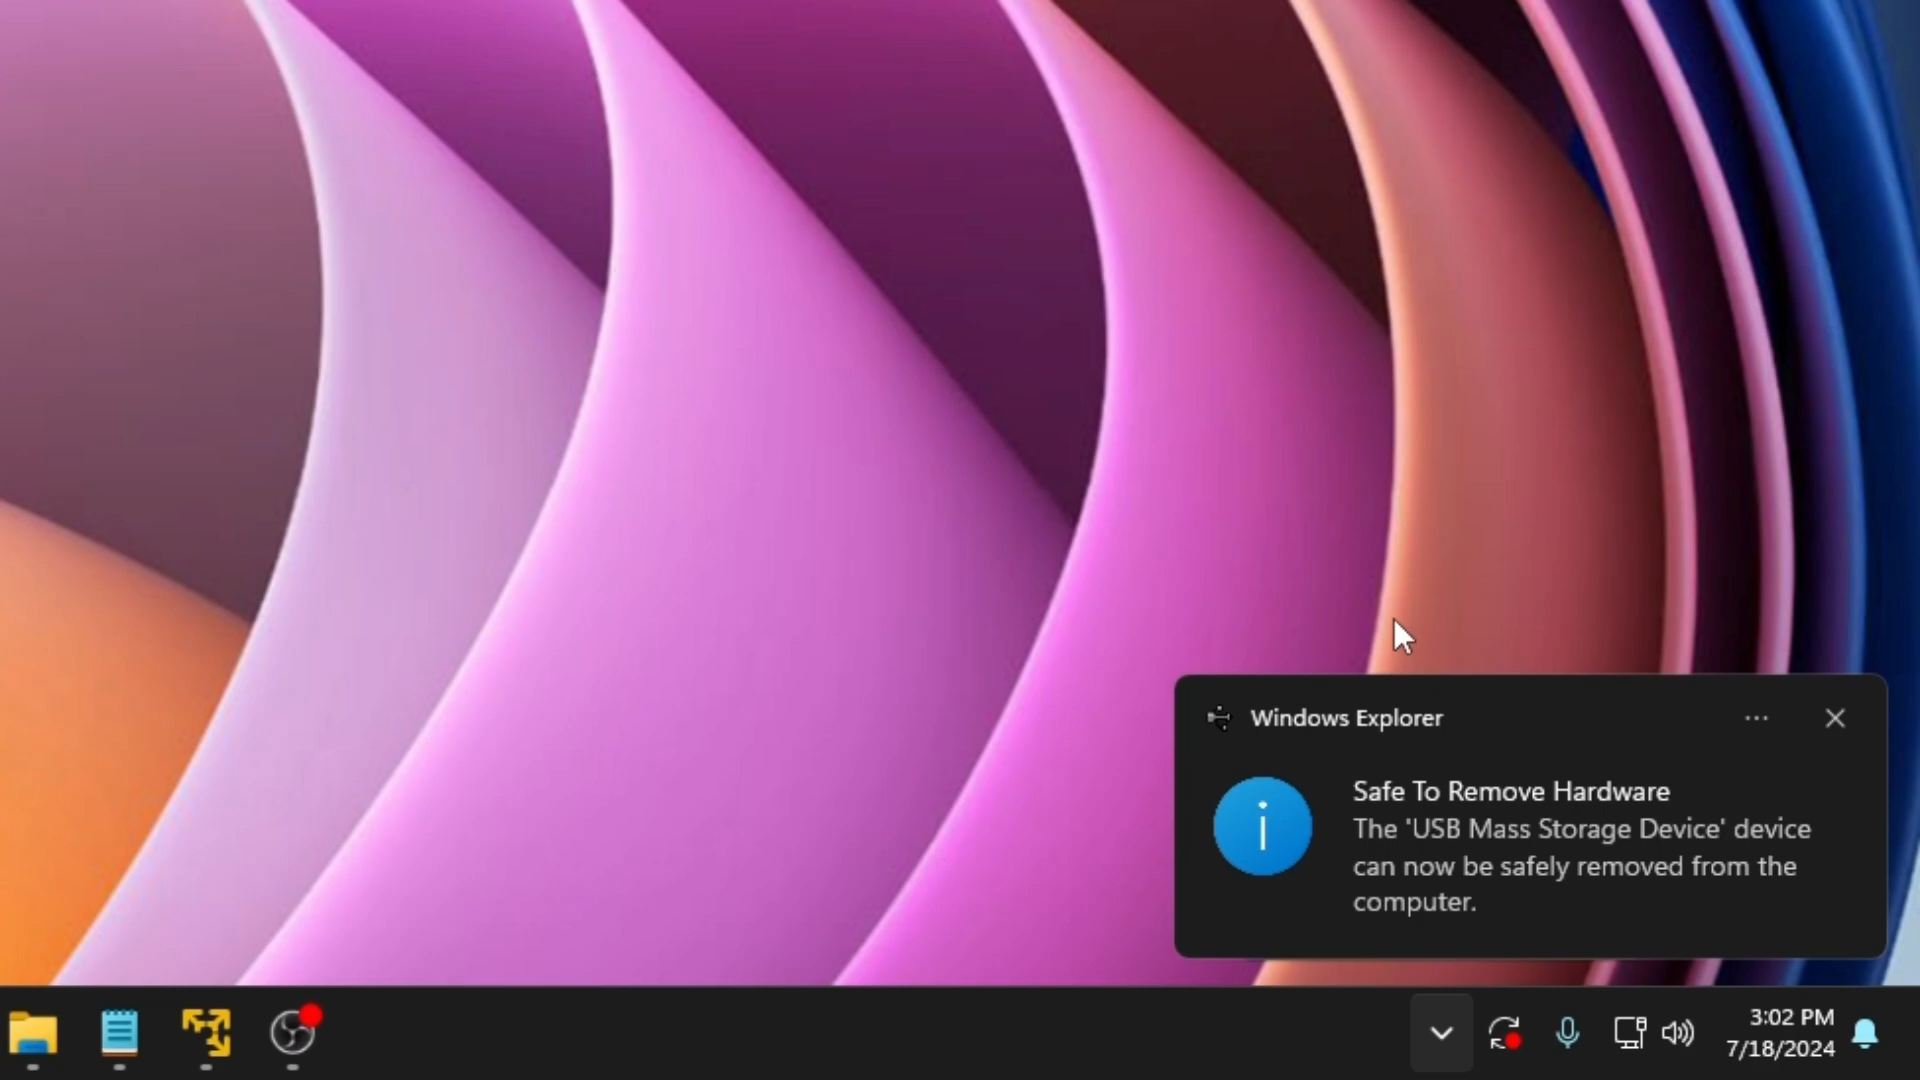 Windows Explorer
Safe To Remove Hardware
The 'USB Mass Storage Device' device
can now be safely removed from the
computer.
3:02 PM
7/18/2024